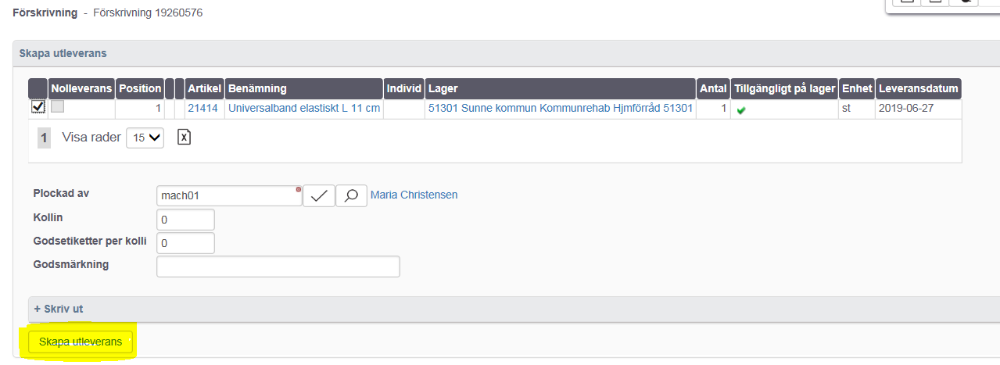 Förskrivning - Förskrivning 19260576
Skapa utleverans
Nolleverans Position Artikel Benämning Individ Lager Antal Tillgängligt på lager Enhet Leveransdatum
1 21414 Universalband elastiskt L 11 cm 51301 Sunne kommun Kommunrehab Hjmförråd 51301 1 st 2019-06-27
1 Visa rader 15
Plockad av mach01 Maria Christensen
Kollin 0
Godsetiketter per kolli 0
Godsmärkning
+ Skriv ut
Skapa utleverans